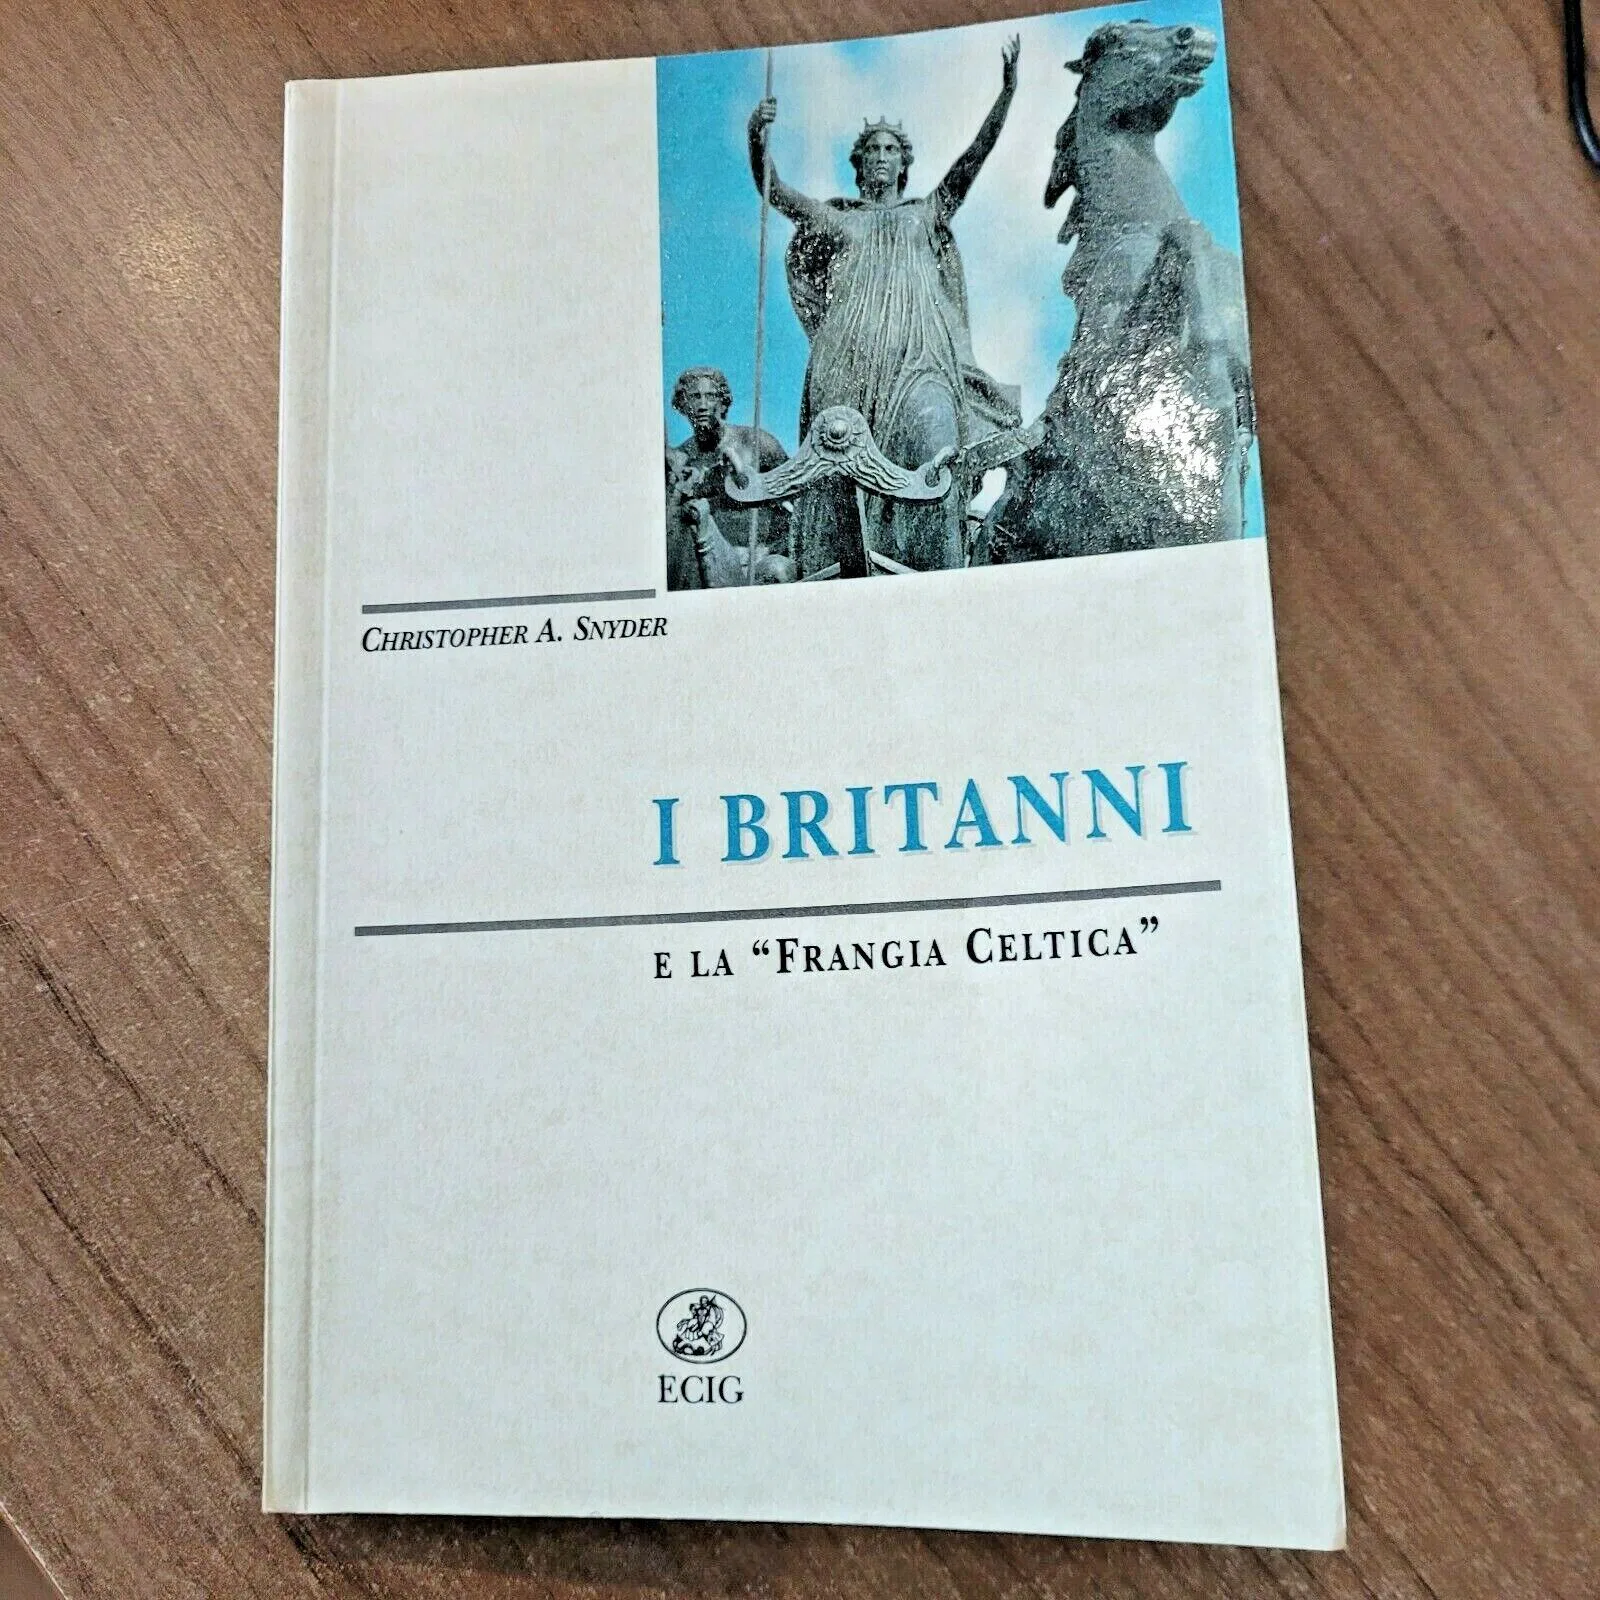 CHRISTOPHER A. SNYDER
I BRITANNI
E LA “FRANGIA CELTICA”
ECIG